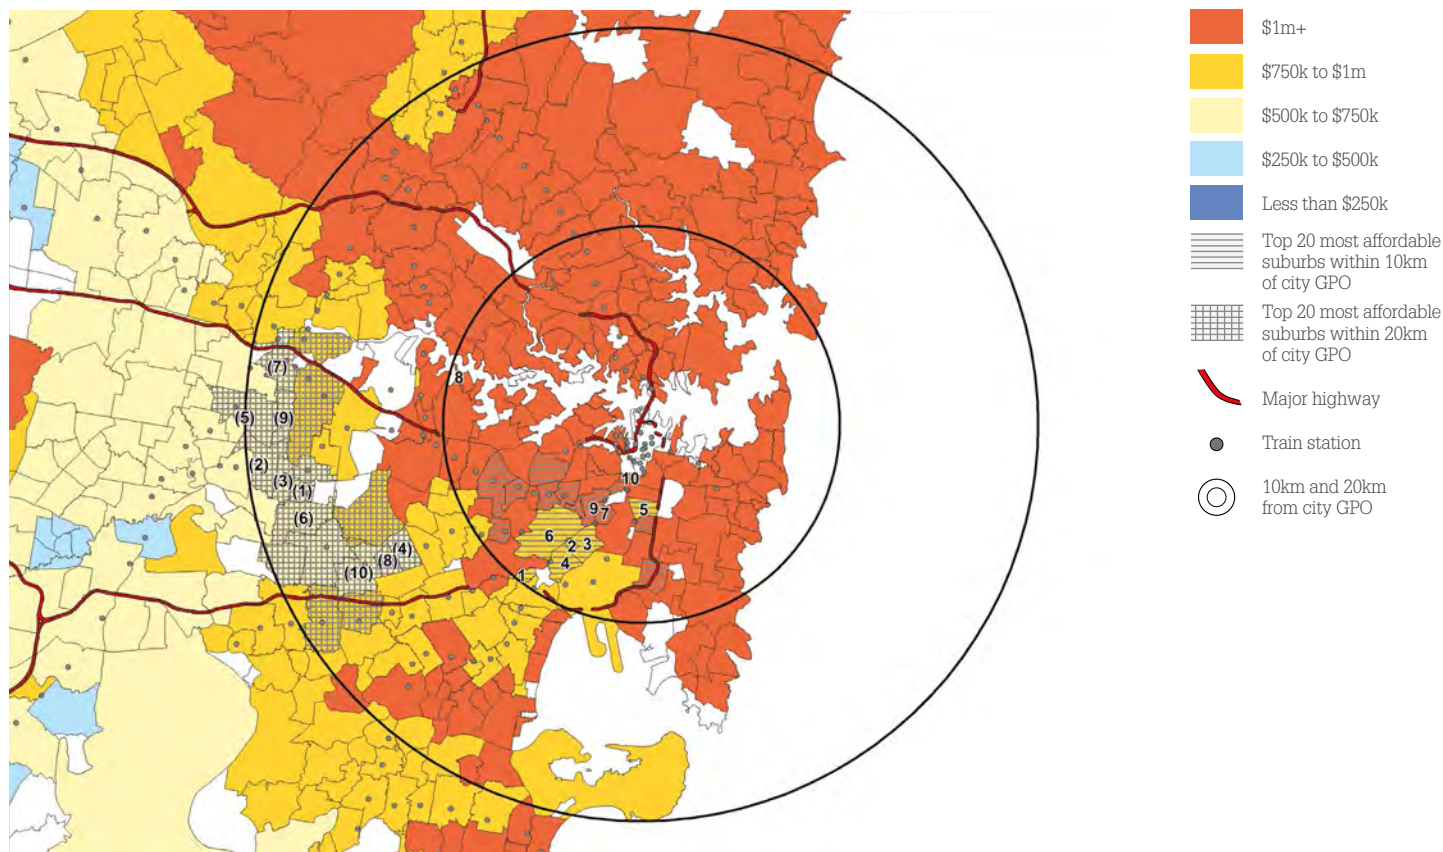 $1m+
$750k to $1m
$500k to $750k
$250k to $500k
Less than $250k
Top 20 most affordable
suburbs within 10km
of city GPO
Top 20 most affordable
suburbs within 20km
of city GPO
Major highway
Train station
10km and 20km
from city GPO
(7)
8
(5)
(9)
(2)
(3)
(1)
10
(6)
9
7
5
6
2
3
(4)
(8)
4
(10)
1